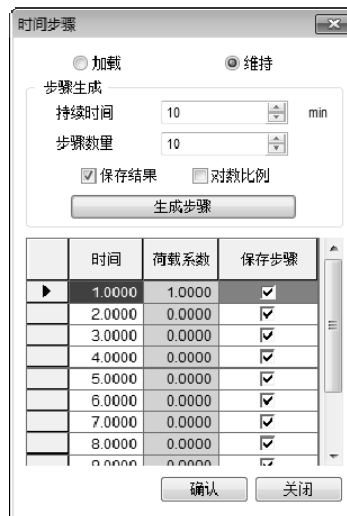 时间步骤
加载 维持
步骤生成
持续时间 10 min
步骤数量 10
保存结果 对数比例
生成步骤
时间 荷载系数 保存步骤
1.0000 1.0000
2.0000 0.0000
3.0000 0.0000
4.0000 0.0000
5.0000 0.0000
6.0000 0.0000
7.0000 0.0000
8.0000 0.0000
9.0000 0.0000
确认 关闭